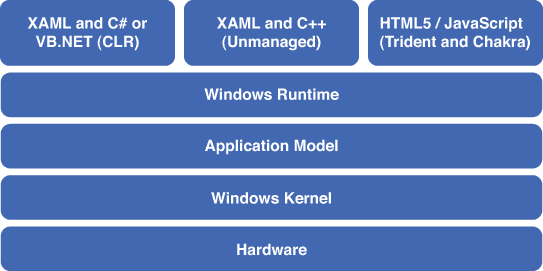 XAML and C# or
VB.NET (CLR)
XAML and C++
(Unmanaged)
HTML5 / JavaScript
(Trident and Chakra)
Windows Runtime
Application Model
Windows Kernel
Hardware